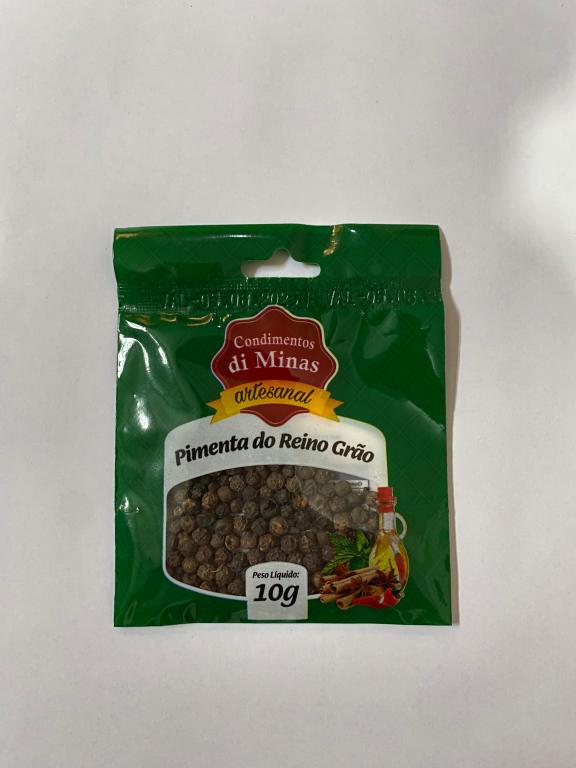 Condimentos
di Minas
artesanal
Pimenta do Reino Grão
Peso Líquido:
10g